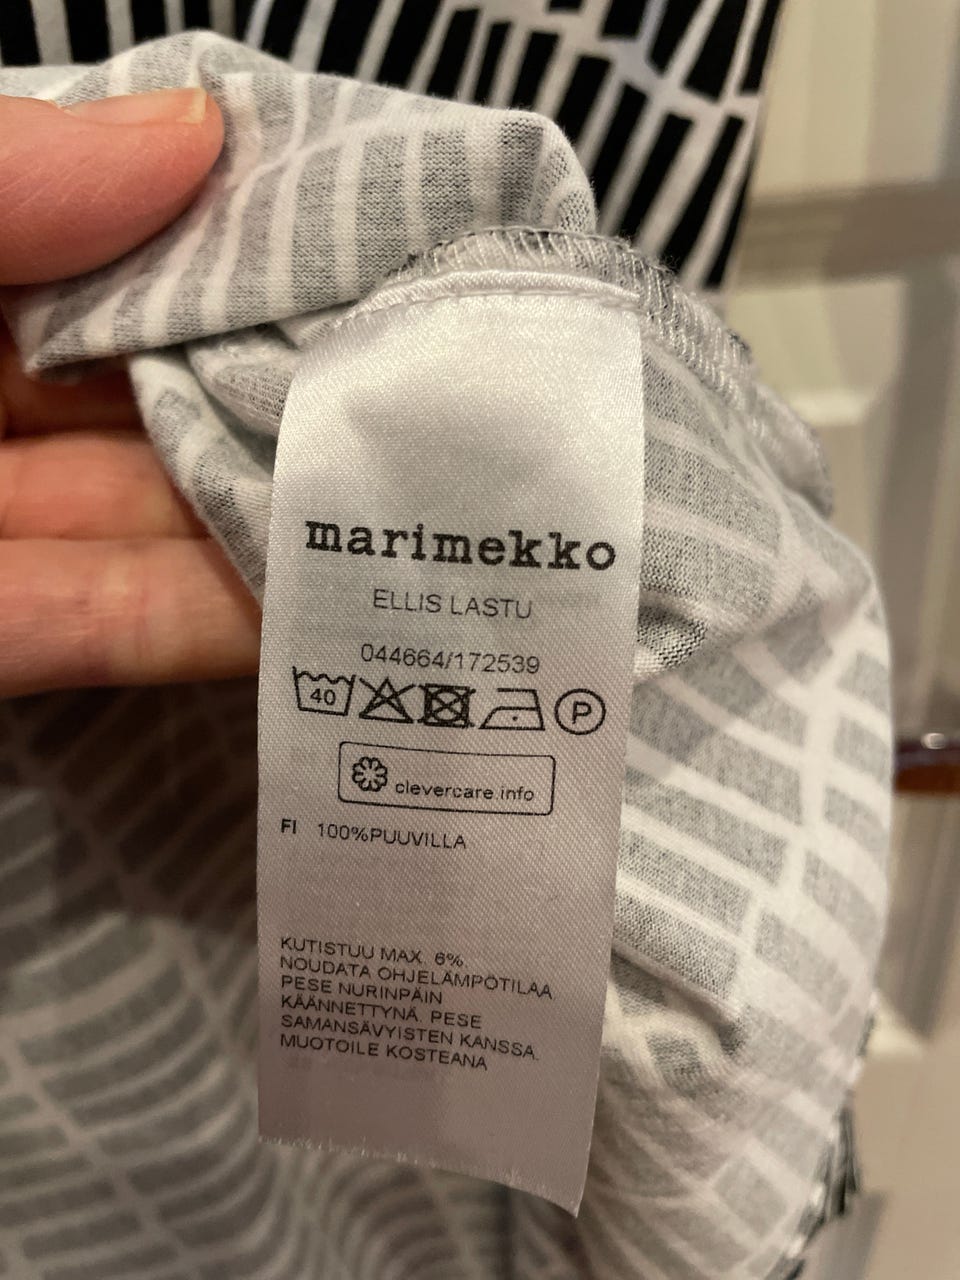 marimekko
ELLIS LASTU
044664/172539
40 P
clevercare.info
FI 100%PUUVILLA
KUTISTUU MAX. 6%.
NOUDATA OHJELÄMPÖTILAA
PESE NURINPÄIN
KÄÄNNETTYNÄ. PESE
SAMANSÄVYISTEN KANSSA.
MUOTOILE KOSTEANA